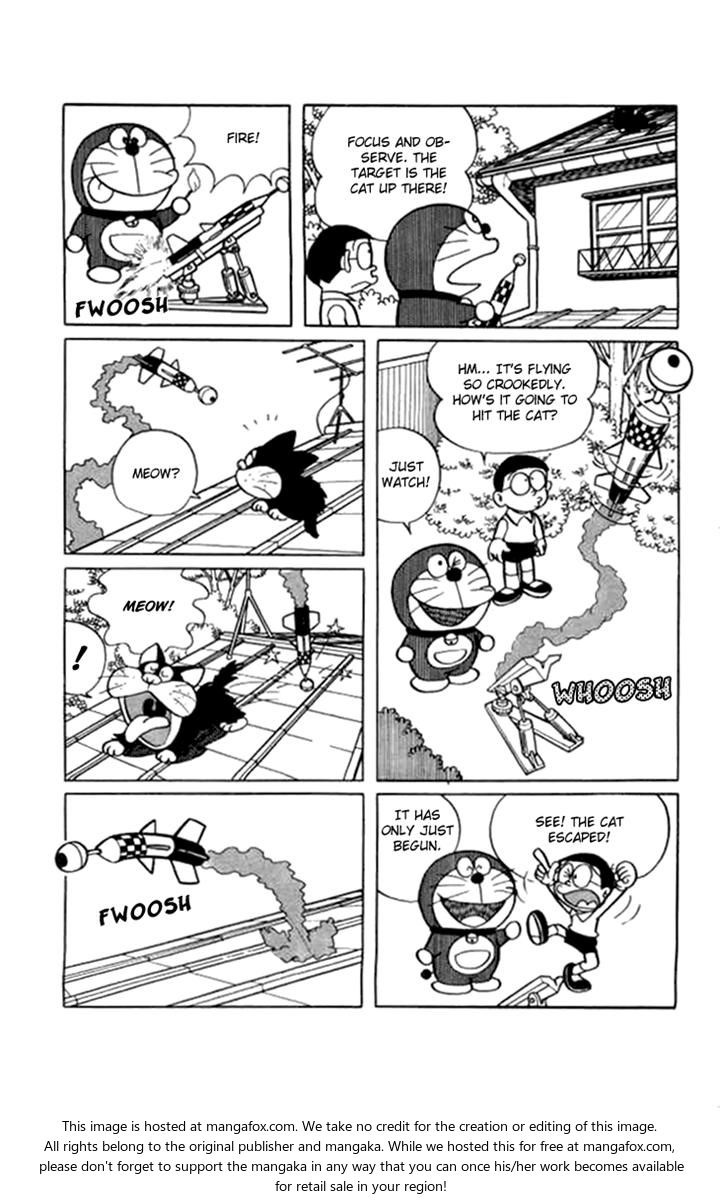 FOCUS AND OB-
SERVE. THE
TARGET IS THE
CAT UP THERE!
FIRE!
FWOOSH
HM... IT'S FLYING
SO CROOKEDLY.
HOW'S IT GOING TO
HIT THE CAT?
JUST
WATCH!
WHOOSH
MEOW?
MEOW!
!
SEE! THE CAT
ESCAPED!
IT HAS
ONLY JUST
BEGUN.
FWOOSH
This image is hosted at mangafox.com. We take no credit for the creation or editing of this image.
All rights belong to the original publisher and mangaka. While we hosted this for free at mangafox.com,
please don't forget to support the mangaka in any way that you can once his/her work becomes available
for retail sale in your region!